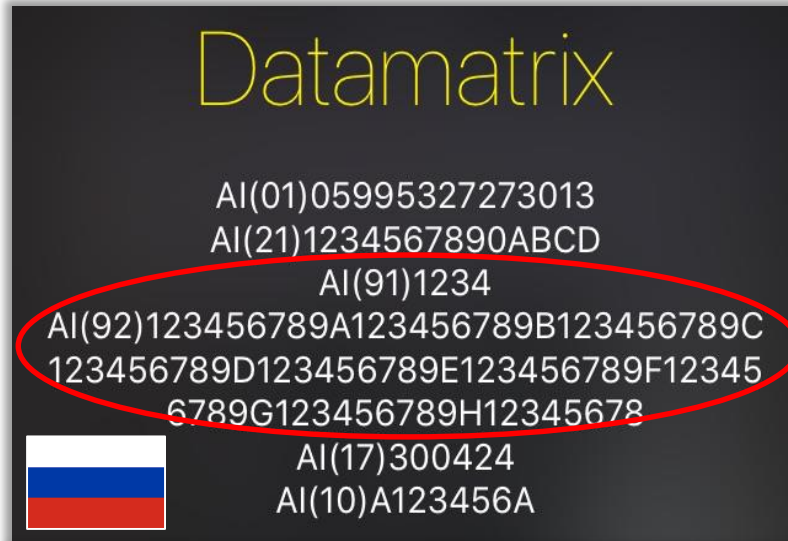 Datamatrix
AI(01)05995327273013
AI(21)1234567890ABCD
AI(91)1234
AI(92)123456789A123456789B123456789C
123456789D123456789E123456789F12345
6789G123456789H12345678
AI(17)300424
AI(10)A123456A